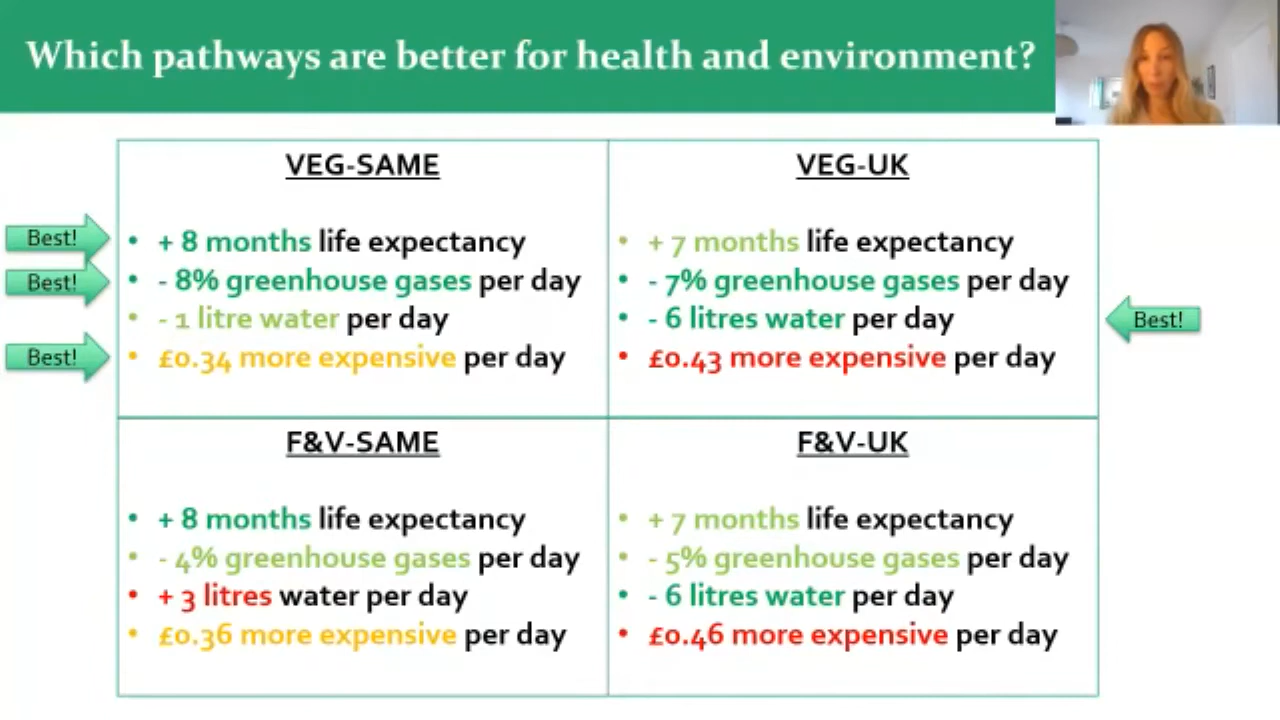 Which pathways are better for health and environment?
VEG-SAME
Best!
• + 8 months life expectancy
Best!
• - 8% greenhouse gases per day
• - 1 litre water per day
Best!
• £0.34 more expensive per day
VEG-UK
• + 7 months life expectancy
• - 7% greenhouse gases per day
• - 6 litres water per day
Best!
• £0.43 more expensive per day
F&V-SAME
• + 8 months life expectancy
• - 4% greenhouse gases per day
• + 3 litres water per day
• £0.36 more expensive per day
F&V-UK
• + 7 months life expectancy
• - 5% greenhouse gases per day
• - 6 litres water per day
• £0.46 more expensive per day